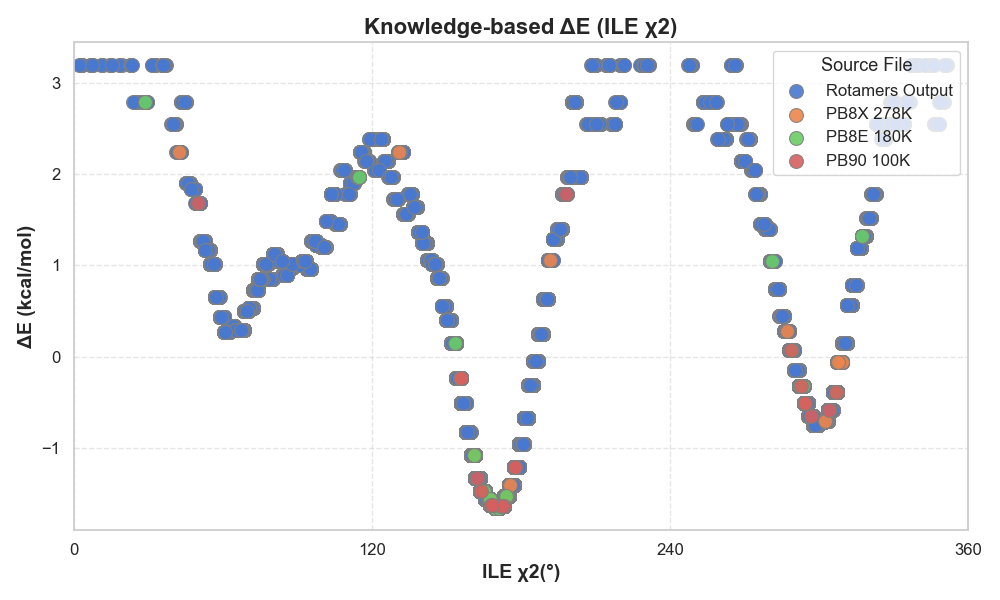 Knowledge-based ΔE (ILE χ2)
3
2
1
0
−1
ΔE (kcal/mol)
Source File
Rotamers Output
PB8X 278K
PB8E 180K
PB90 100K
0
120
240
360
ILE χ2(°)